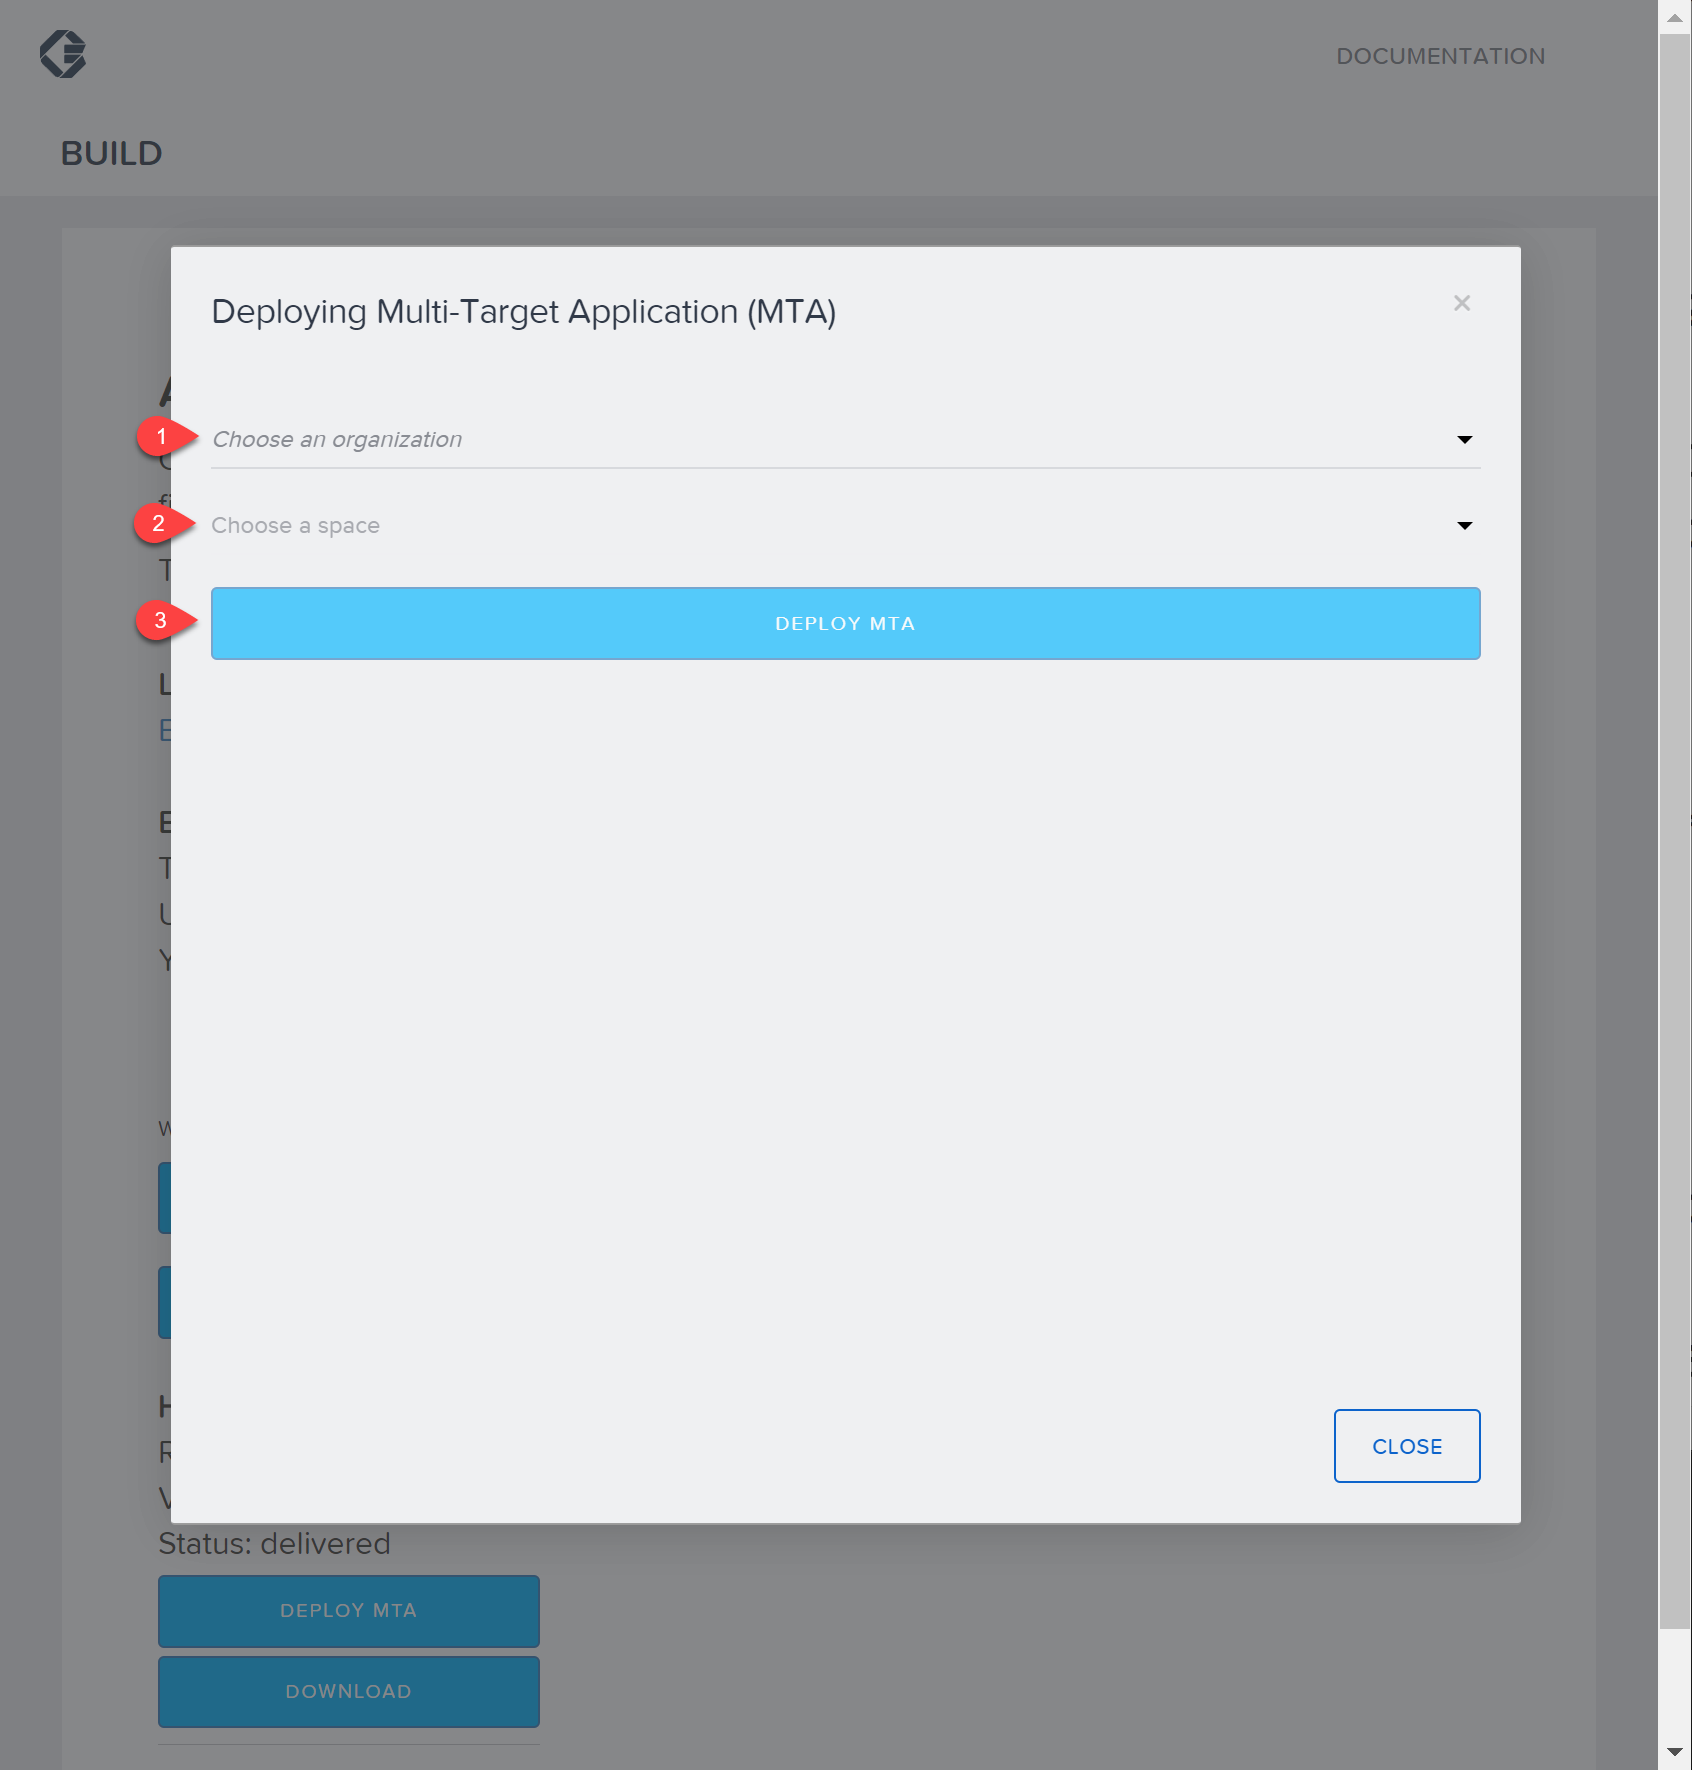 DOCUMENTATION
BUILD
Deploying Multi-Target Application (MTA)
1
Choose an organization
2
Choose a space
3
DEPLOY MTA
CLOSE
Status: delivered
DEPLOY MTA
DOWNLOAD